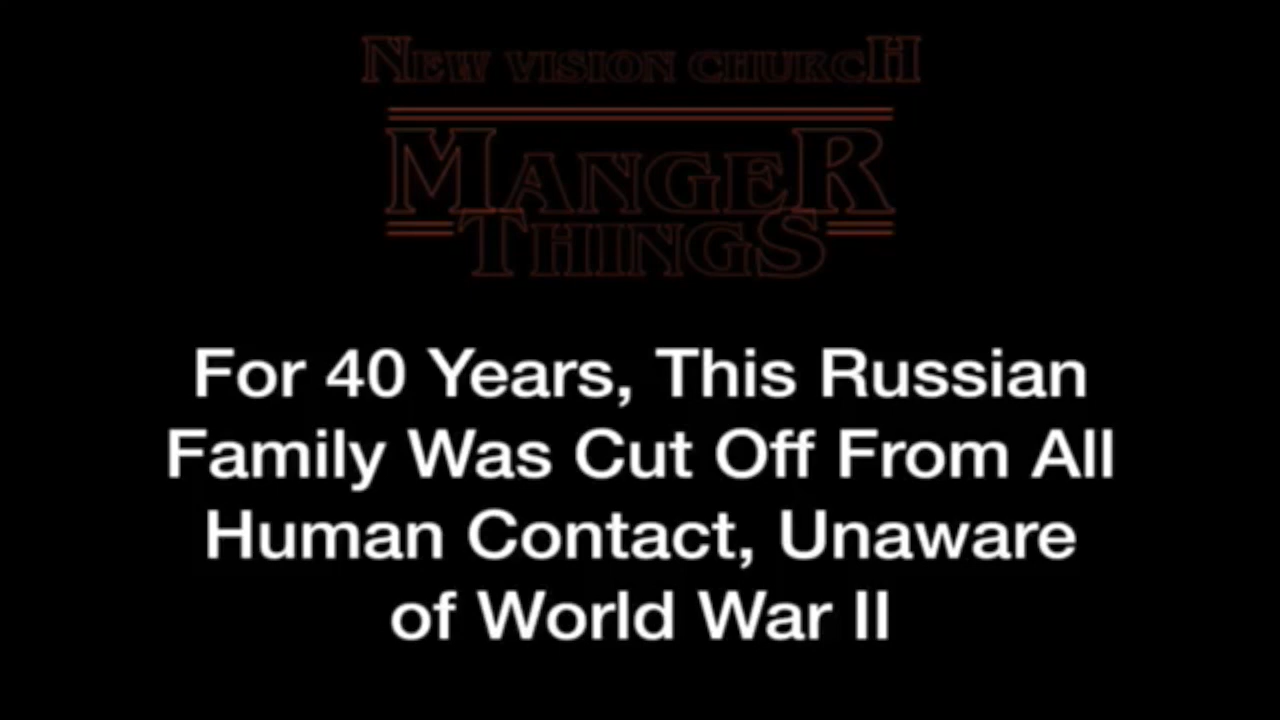 New Vision Church
Manger
Things
For 40 Years, This Russian
Family Was Cut Off From All
Human Contact, Unaware
of World War II